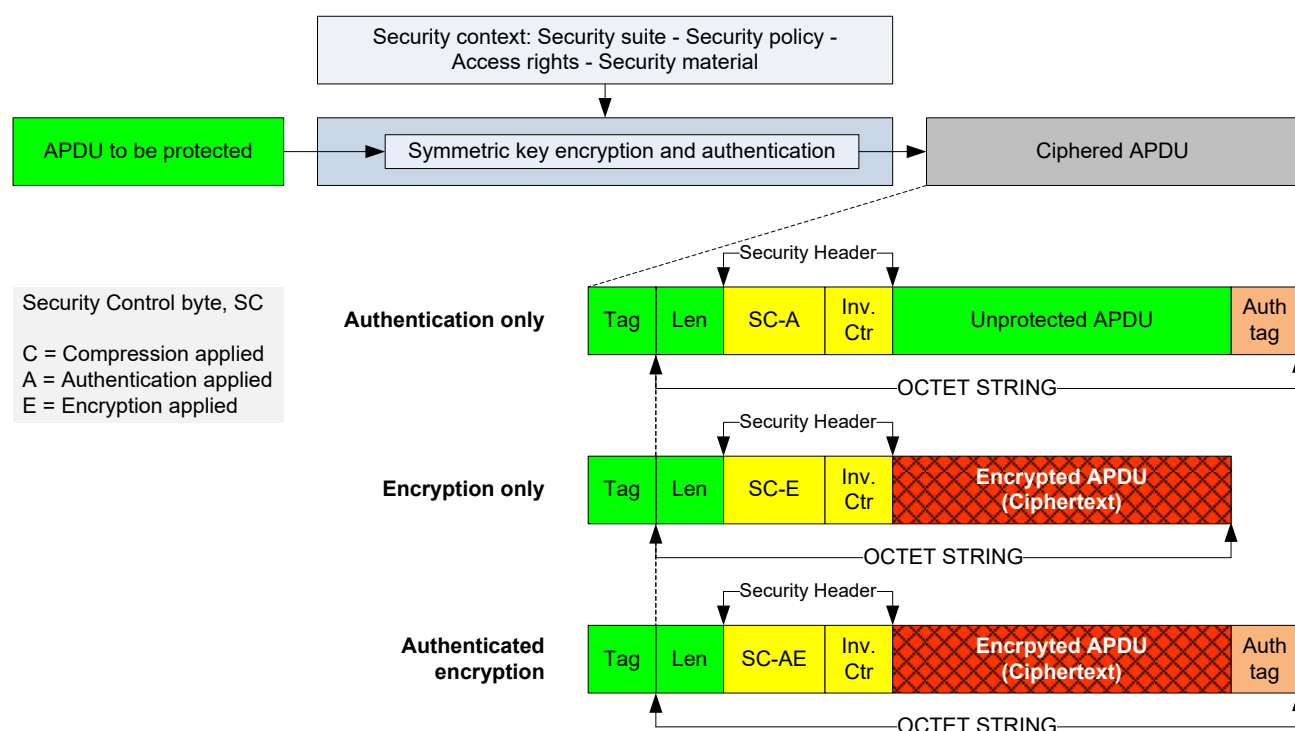 Security context: Security suite - Security policy -
Access rights - Security material
APDU to be protected
Symmetric key encryption and authentication
Ciphered APDU
Security Control byte, SC
C = Compression applied
A = Authentication applied
E = Encryption applied
Security Header
Authentication only
Tag
Len
SC-A
Inv.
Ctr
Unprotected APDU
Auth
tag
OCTET STRING
Security Header
Encryption only
Tag
Len
SC-E
Inv.
Ctr
Encrypted APDU
(Ciphertext)
OCTET STRING
Security Header
Authenticated
encryption
Tag
Len
SC-AE
Inv.
Ctr
Encrpyted APDU
(Ciphertext)
Auth
tag
OCTET STRING